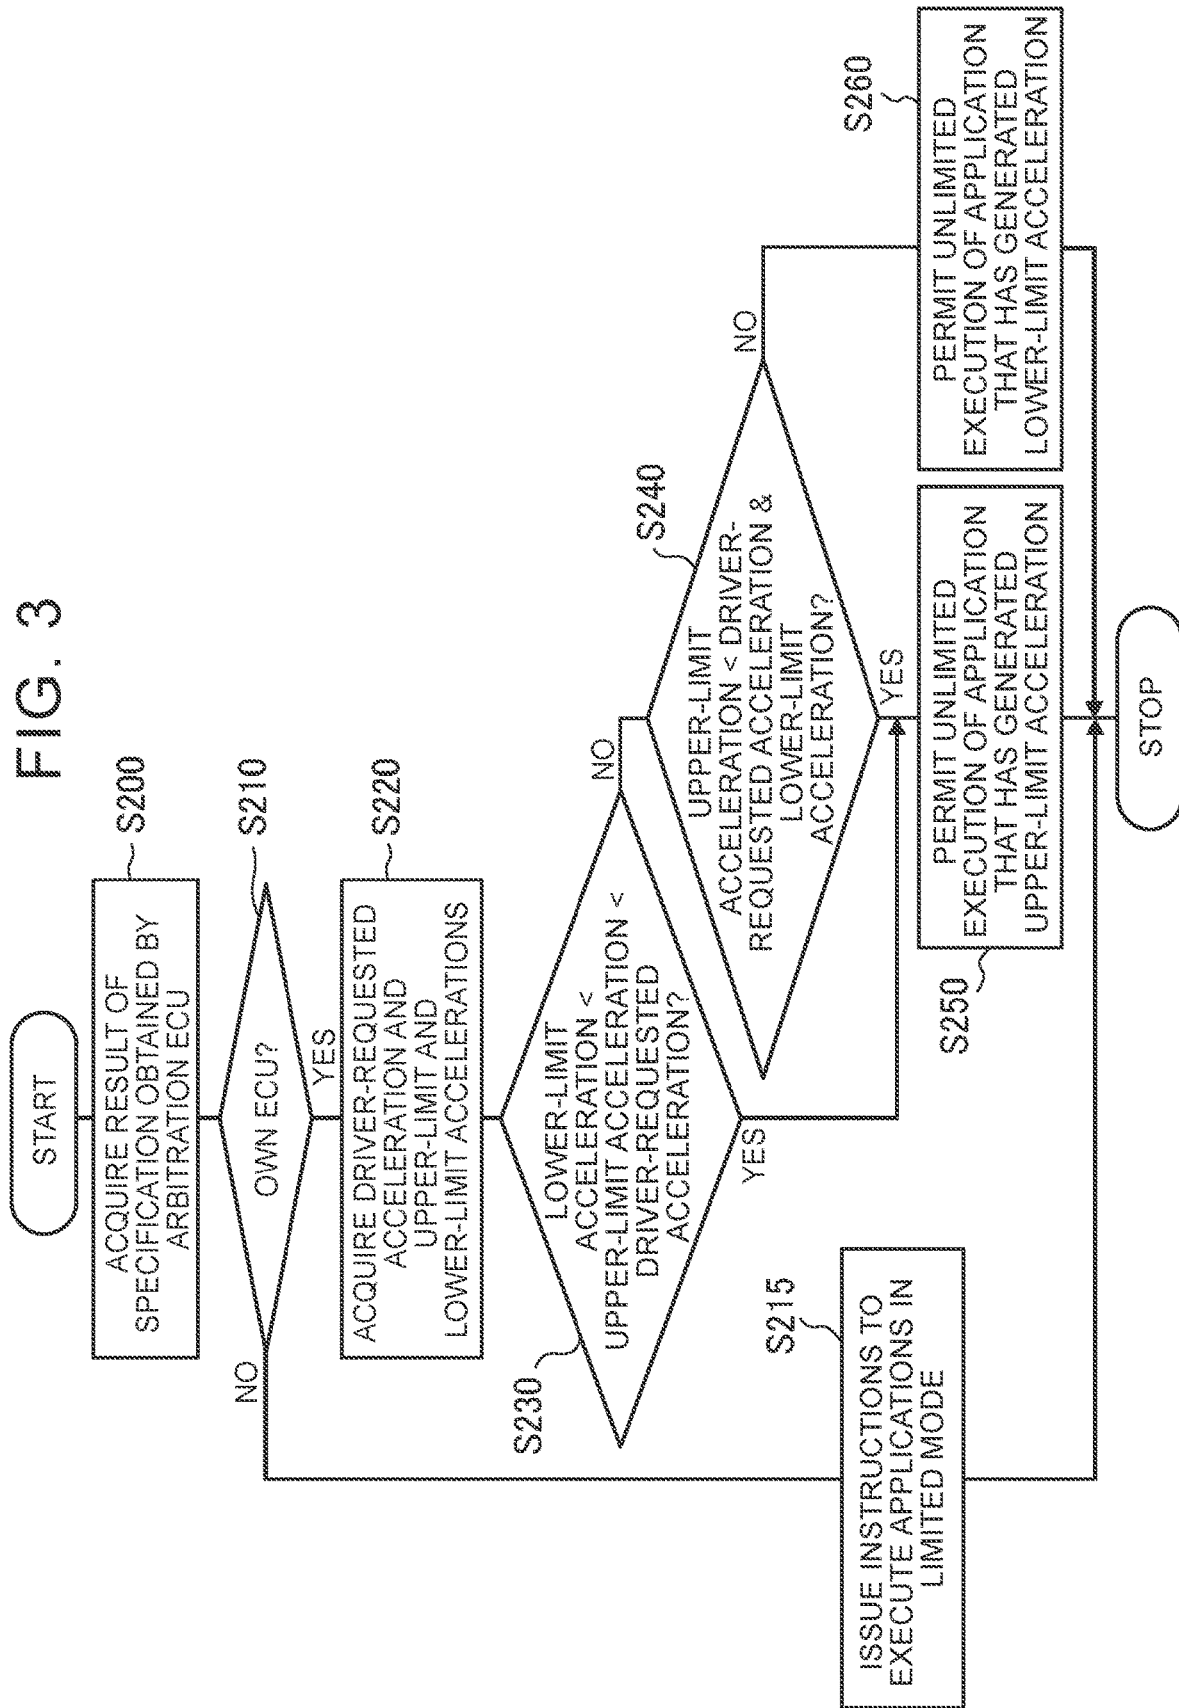 FIG. 3
START
S200
ACQUIRE RESULT OF
SPECIFICATION OBTAINED BY
ARBITRATION ECU
S210
OWN ECU?
NO
YES
S220
ACQUIRE DRIVER-REQUESTED
ACCELERATION AND
UPPER-LIMIT AND
LOWER-LIMIT ACCELERATIONS
S230
LOWER-LIMIT
ACCELERATION <
UPPER-LIMIT ACCELERATION <
DRIVER-REQUESTED
ACCELERATION?
NO
YES
S240
UPPER-LIMIT
ACCELERATION < DRIVER-
REQUESTED ACCELERATION &
LOWER-LIMIT
ACCELERATION?
NO
YES
S215
ISSUE INSTRUCTIONS TO
EXECUTE APPLICATIONS IN
LIMITED MODE
S250
PERMIT UNLIMITED
EXECUTION OF APPLICATION
THAT HAS GENERATED
UPPER-LIMIT ACCELERATION
S260
PERMIT UNLIMITED
EXECUTION OF APPLICATION
THAT HAS GENERATED
LOWER-LIMIT ACCELERATION
STOP